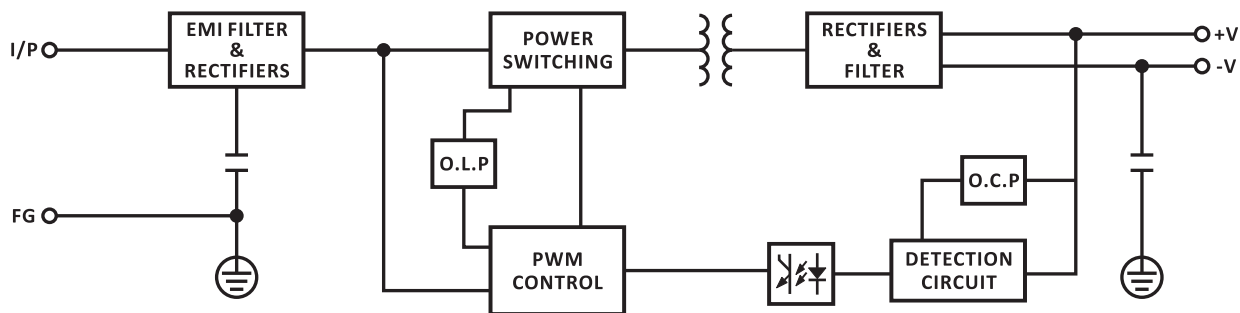 I/P
EMI FILTER
&
RECTIFIERS
POWER
SWITCHING
RECTIFIERS
&
FILTER
+V
-V
O.L.P
O.C.P
FG
PWM
CONTROL
DETECTION
CIRCUIT